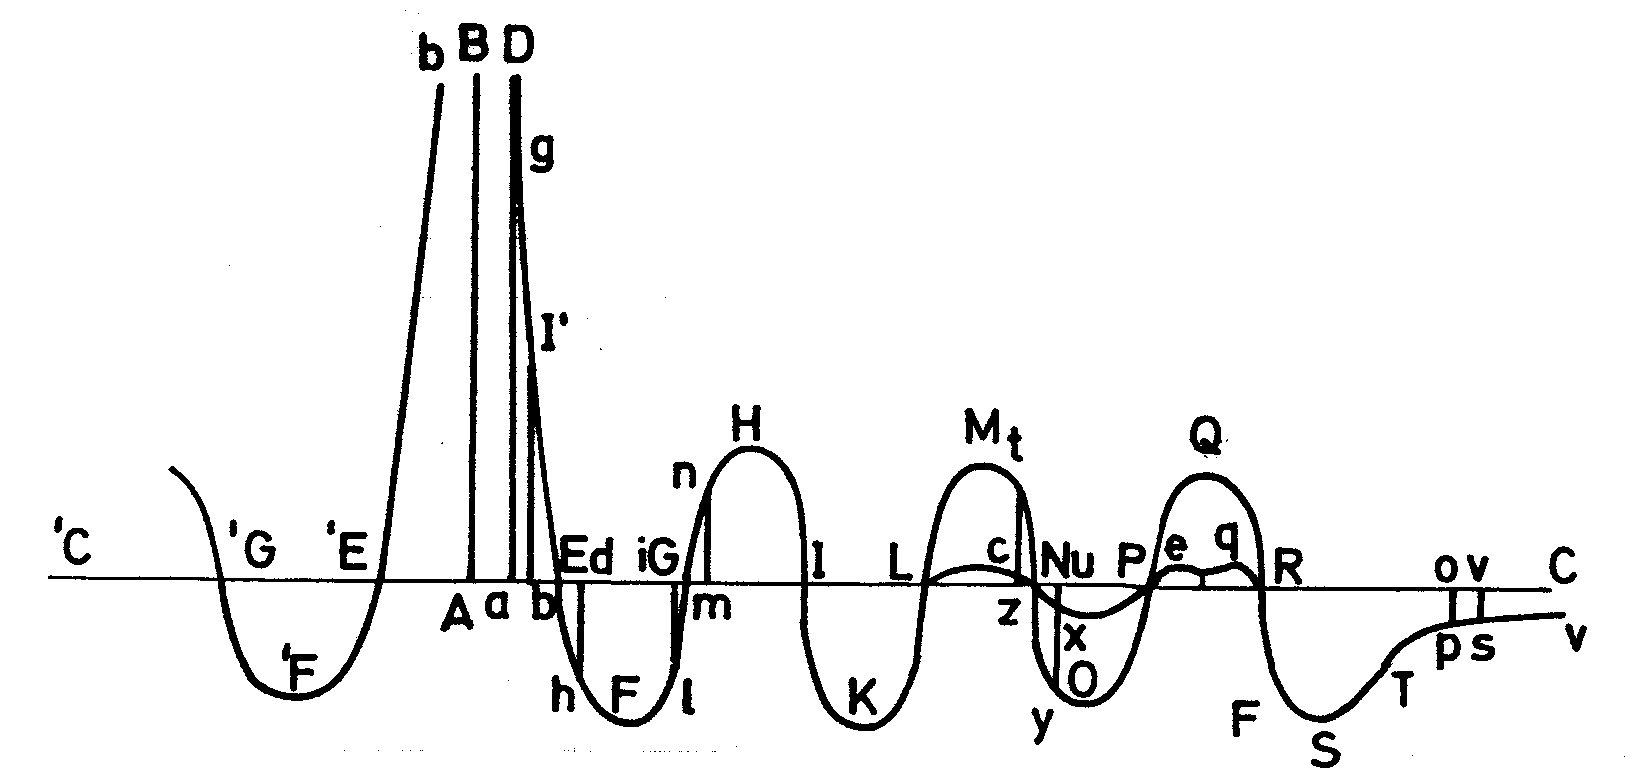 b B D
g
I'
H
M t
Q
n
'C 'G 'E Ed iG I L c Nu P e q R o v C
A a b m z
x p s v
'F h F l K O T
y F
S